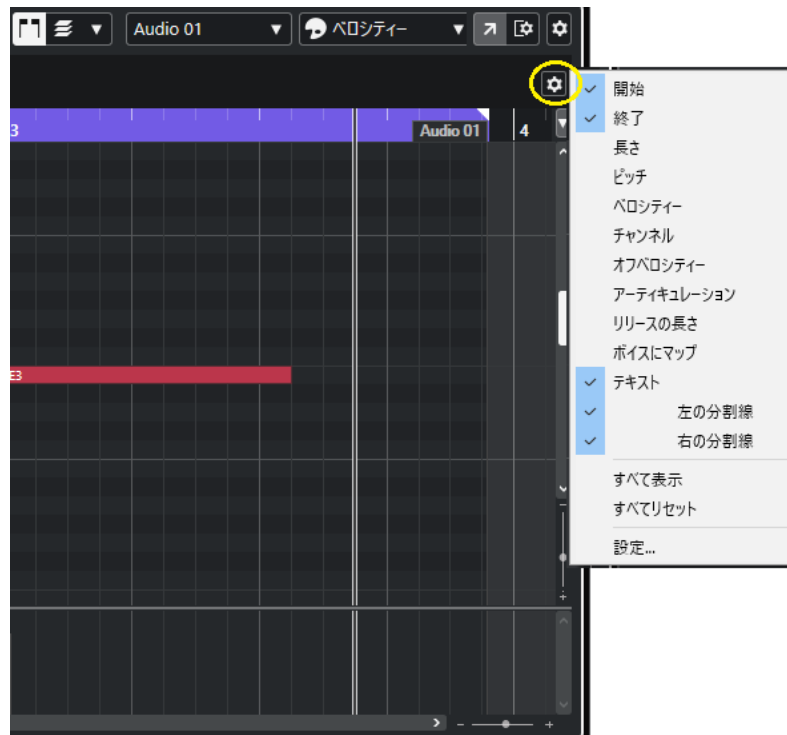 Audio 01
ベロシティー
3
Audio 01
4
E3
開始
終了
長さ
ピッチ
ベロシティー
チャンネル
オフベロシティー
アーティキュレーション
リリースの長さ
ボイスにマップ
テキスト
左の分割線
右の分割線
すべて表示
すべてリセット
設定...